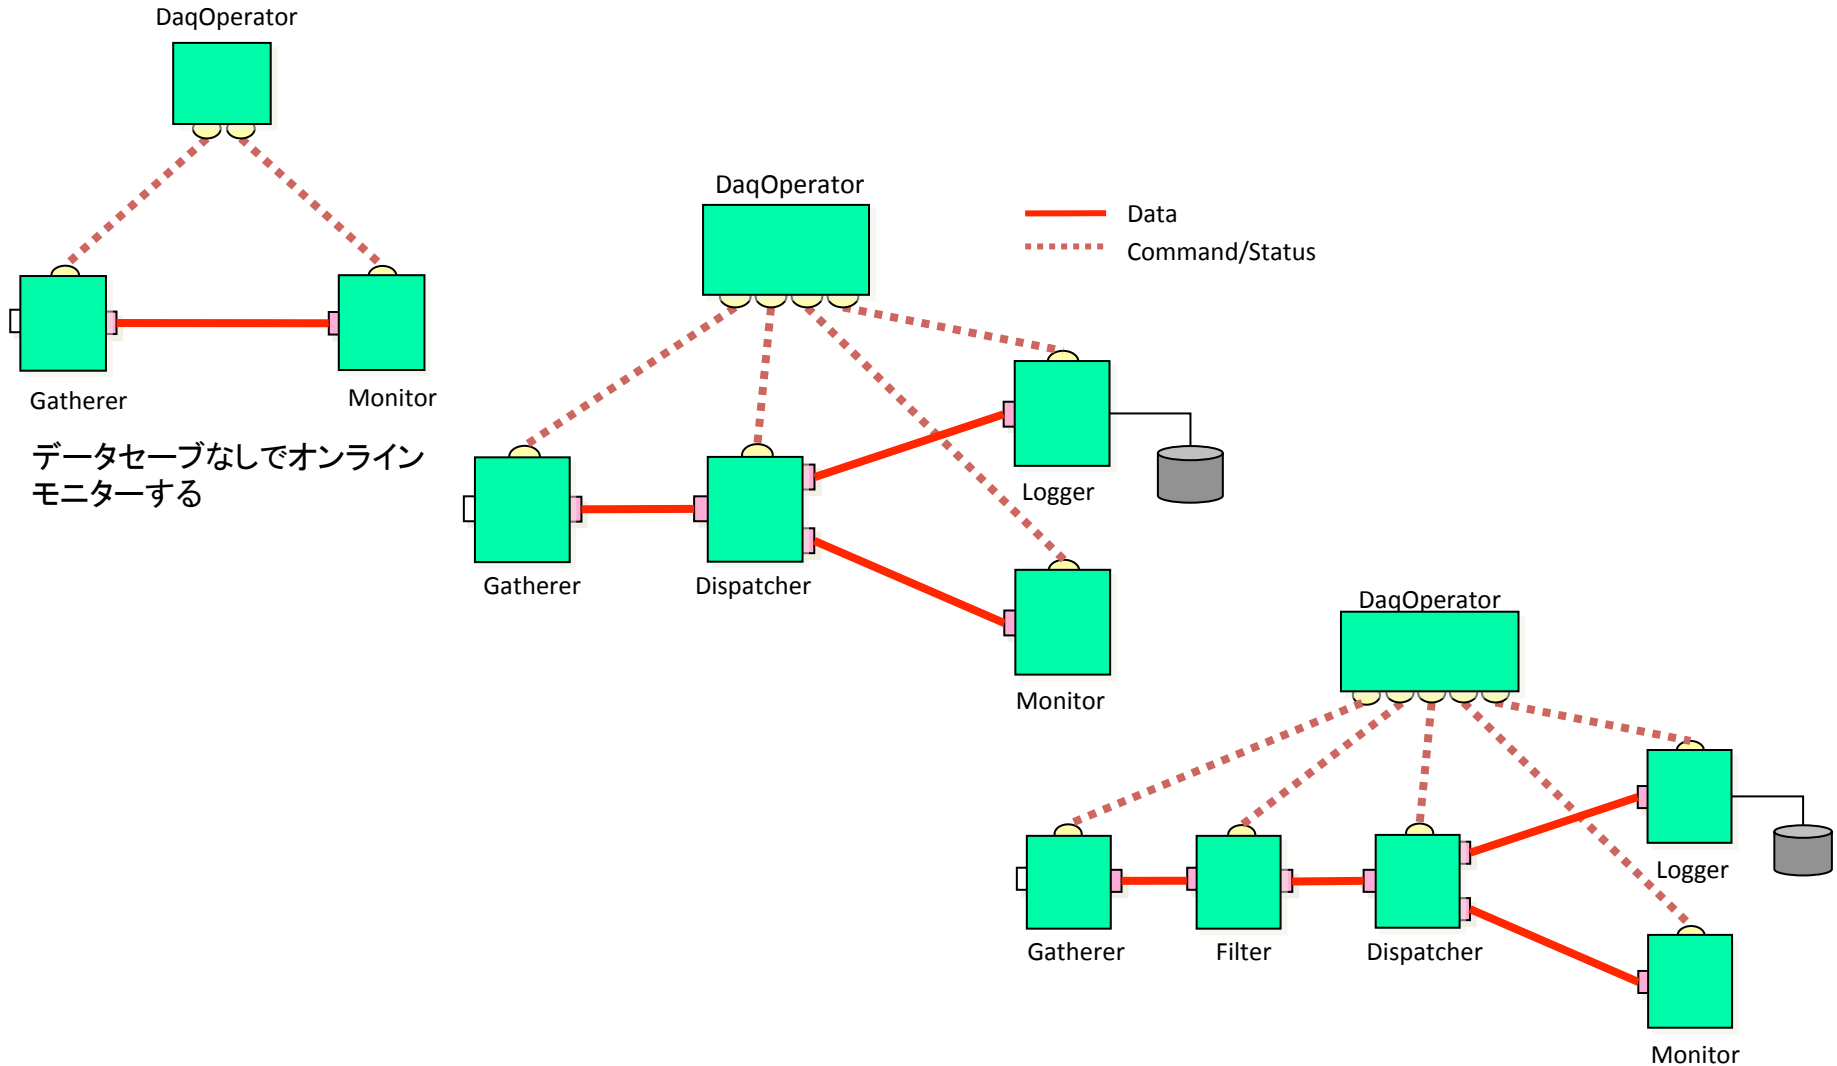 DaqOperator
Gatherer
Monitor
データセーブなしでオンライン
モニターする
DaqOperator
Data
Command/Status
Logger
Gatherer
Dispatcher
Monitor
DaqOperator
Logger
Gatherer
Filter
Dispatcher
Monitor